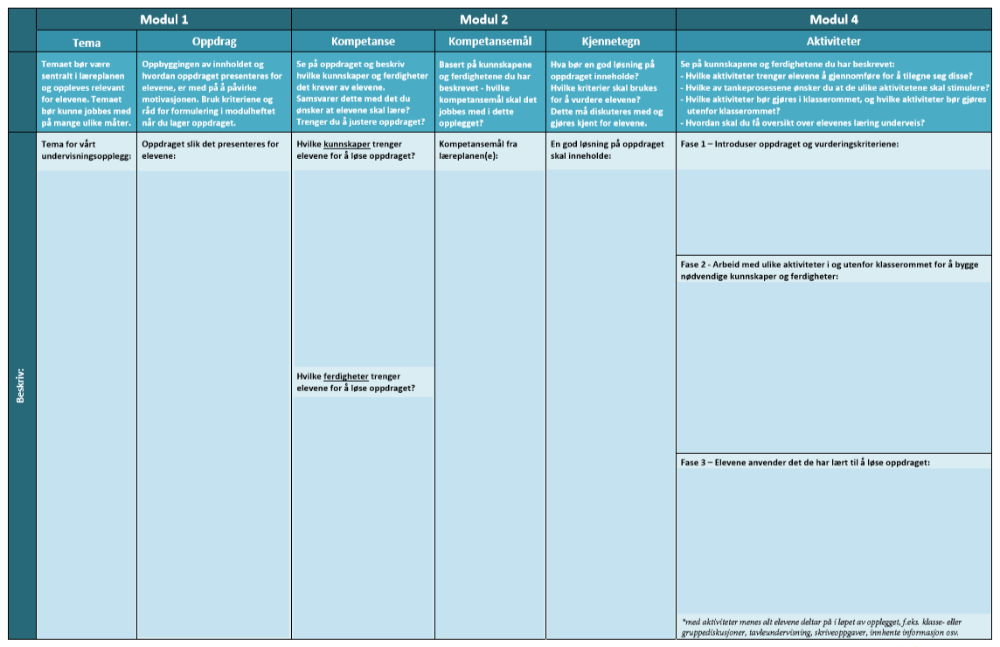 Modul 1
Modul 2
Modul 4
Tema
Oppdrag
Kompetanse
Kompetansemål
Kjennetegn
Aktiviteter
Temaet bør være
sentralt i læreplanen
og oppleves relevant
for elevene. Temaet
bør kunne jobbes med
på mange ulike måter.
Oppbyggingen av innholdet og
hvordan oppdraget presenteres for
elevene, er med på å påvirke
motivasjonen. Bruk kriteriene og
råd for formulering i modulheftet
når du lager oppdraget.
Se på oppdraget og beskriv
hvilke kunnskaper og ferdigheter
det krever av elevene.
Samsvarer dette med det du
ønsker at elevene skal lære?
Trenger du å justere oppdraget?
Basert på kunnskapene
og ferdighetene du har
beskrevet - hvilke
kompetansemål skal det
jobbes med i dette
opplegget?
Hva bør en god løsning på
oppdraget inneholde?
Hvilke kriterier skal brukes
for å vurdere elevene?
Dette må diskuteres med og
gjøres kjent for elevene.
Se på kunnskapene og ferdighetene du har beskrevet:
- Hvilke aktiviteter trenger elevene å gjennomføre for å tilegne seg disse?
- Hvilke av tankeprosessene ønsker du at de ulike aktivitetene skal stimulere?
- Hvilke aktiviteter bør gjøres i klasserommet, og hvilke aktiviteter bør gjøres
utenfor klasserommet?
- Hvordan skal du få oversikt over elevenes læring underveis?
Beskriv:
Tema for vårt
undervisningsopplegg:
Oppdraget slik det presenteres for
elevene:
Hvilke kunnskaper trenger
elevene for å løse oppdraget?
Hvilke ferdigheter trenger
elevene for å løse oppdraget?
Kompetansemål fra
læreplanen(e):
En god løsning på oppdraget
skal inneholde:
Fase 1 – Introduser oppdraget og vurderingskriteriene:
Fase 2 - Arbeid med ulike aktiviteter i og utenfor klasserommet for å bygge
nødvendige kunnskaper og ferdigheter:
Fase 3 – Elevene anvender det de har lært til å løse oppdraget:
*med aktiviteter menes alt elevene deltar på i løpet av opplegget, f.eks. klasse- eller
gruppediskusjoner, tavleundervisning, skriveoppgaver, innhente informasjon osv.